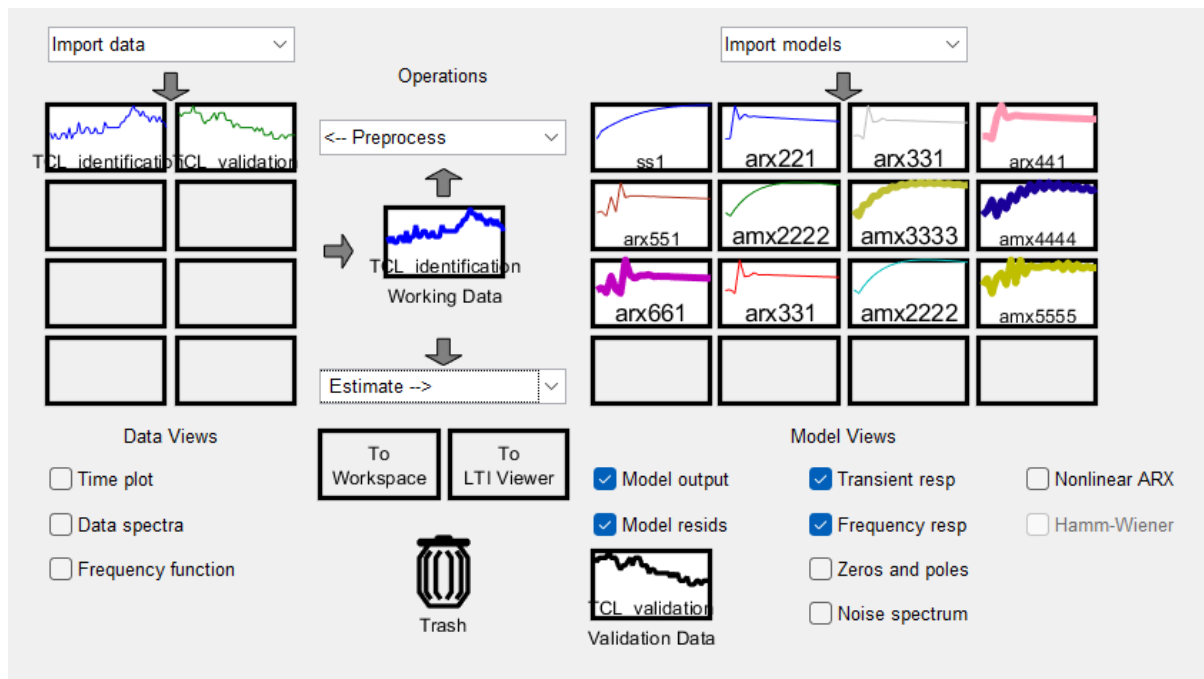 Import data
Import models
Operations
<-- Preprocess
TCL_identification
TCL_validation
ss1
arx221
arx331
arx441
arx551
amx2222
amx3333
amx4444
TCL_identification
Working Data
arx661
arx331
amx2222
amx5555
Estimate -->
Data Views
Model Views
To
Workspace
To
LTI Viewer
Time plot
Model output
Transient resp
Nonlinear ARX
Data spectra
Model resids
Frequency resp
Hamm-Wiener
Frequency function
Zeros and poles
TCL_validation
Noise spectrum
Trash
Validation Data